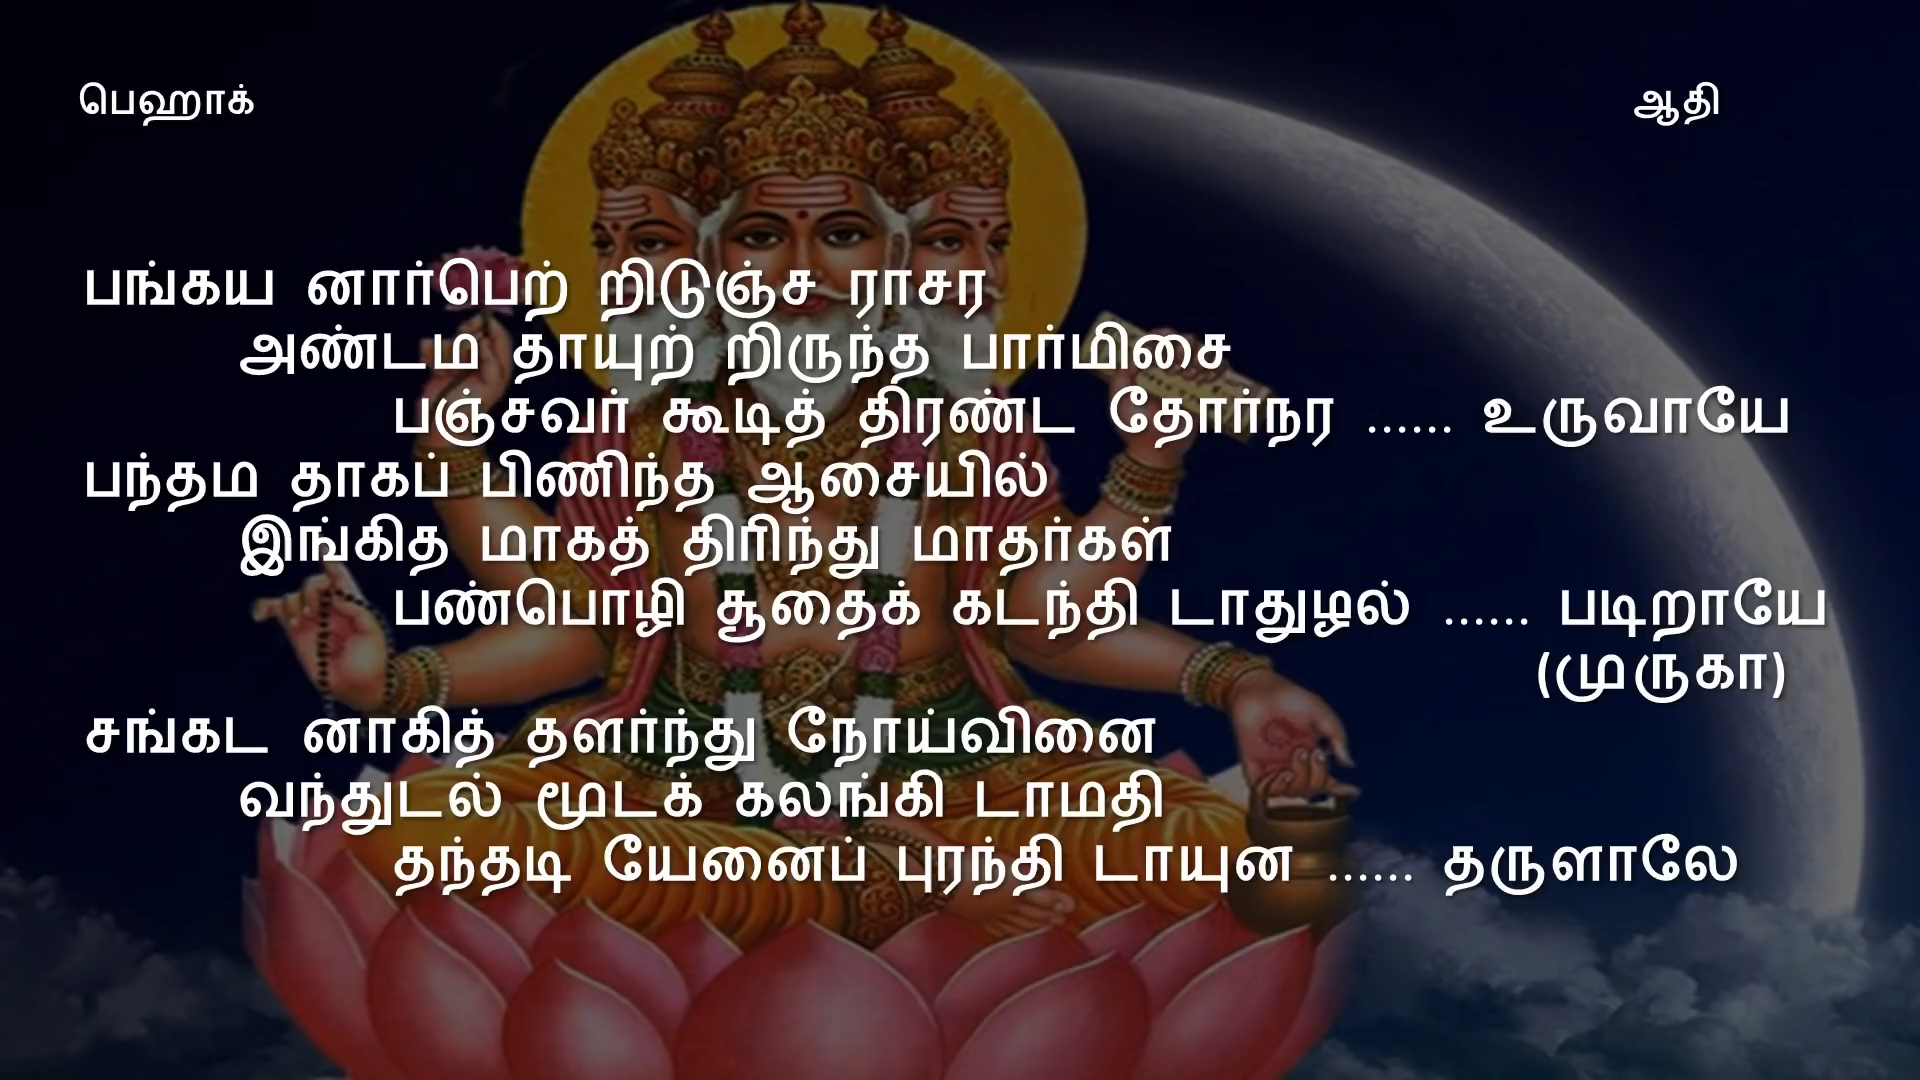 பெஹாக் ஆதி
பங்கய னார்பெற் றிடுஞ்ச ராசர
அண்டம தாயுற் றிருந்த பார்மிசை
பஞ்சவர் கூடித் திரண்ட தோர்நர ...... உருவாயே
பந்தம தாகப் பிணிந்த ஆசையில்
இங்கித மாகத் திரிந்து மாதர்கள்
பண்பொழி சூதைக் கடந்தி டாதுழல் ...... படிறாயே
(முருகா)
சங்கட னாகித் தளர்ந்து நோய்வினை
வந்துடல் மூடக் கலங்கி டாமதி
தந்தடி யேனைப் புரந்தி டாயுன ...... தருளாலே